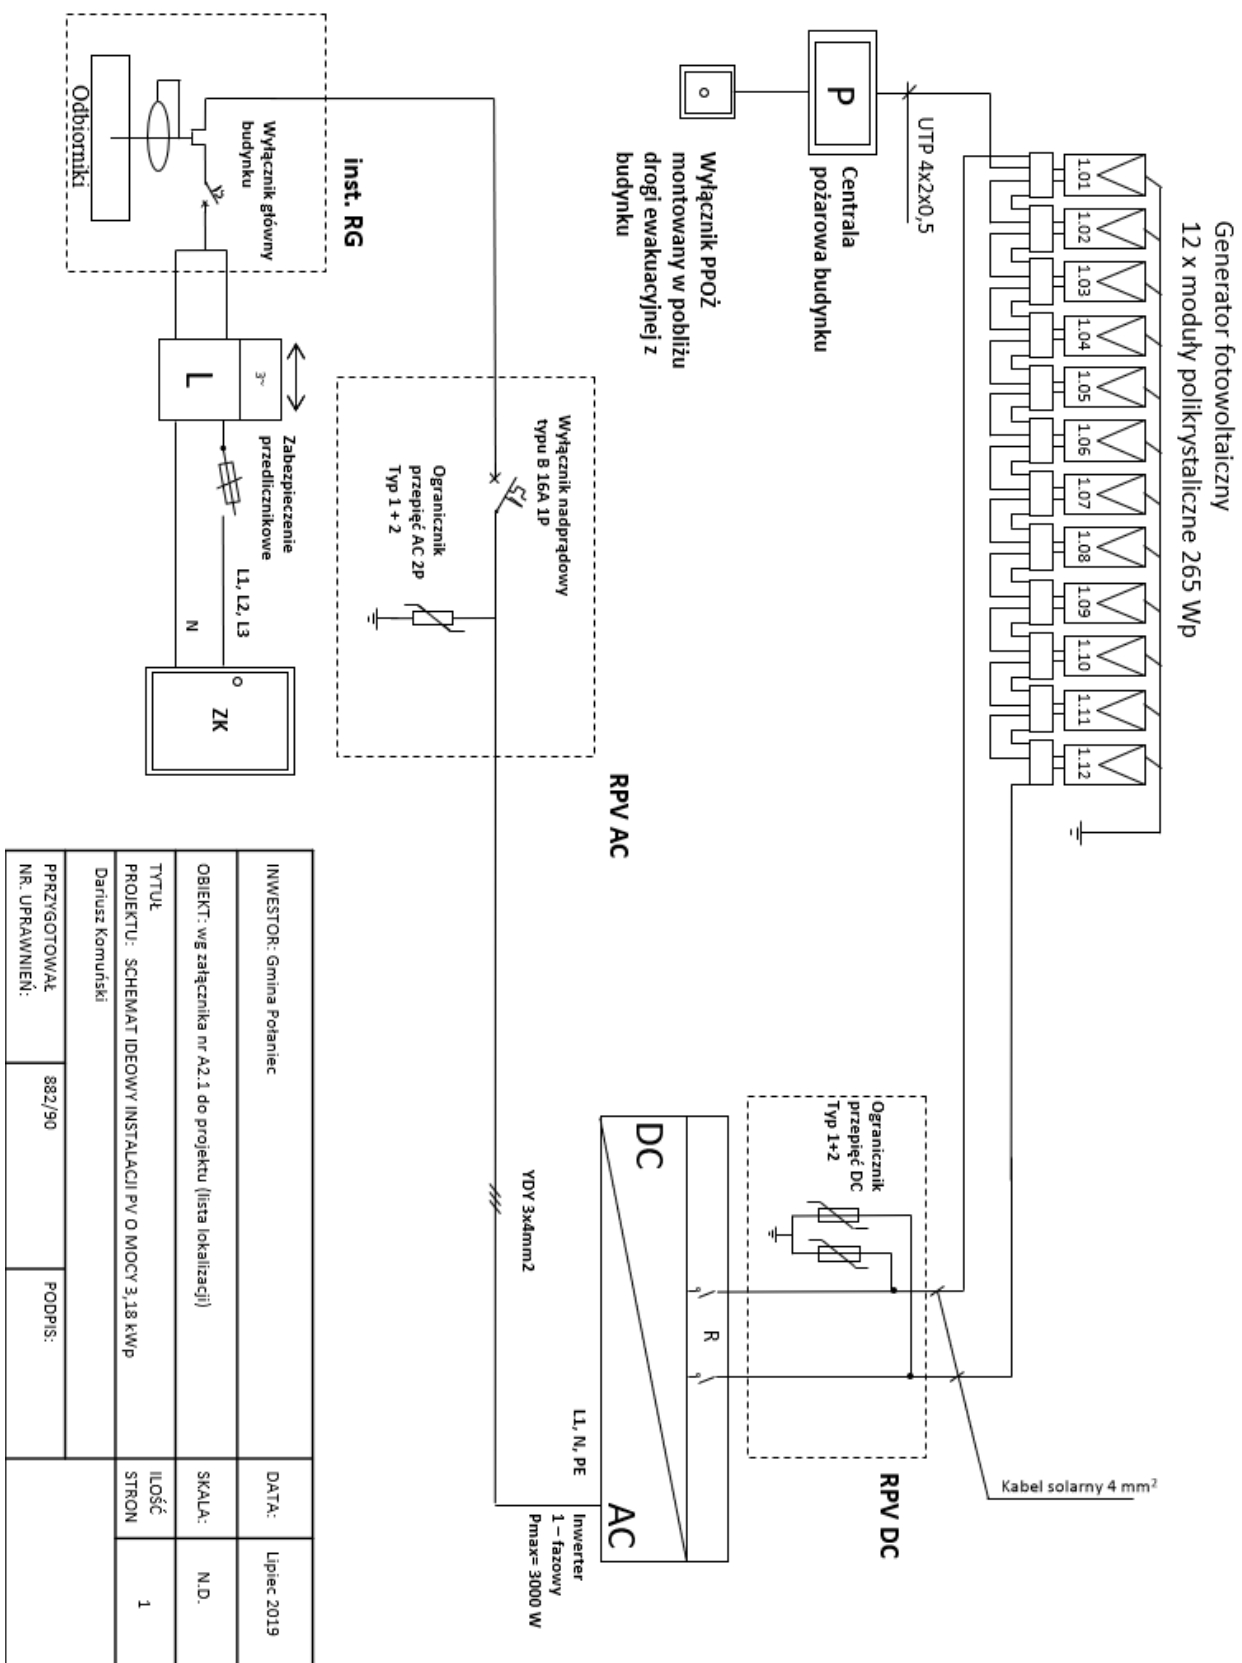 Generator fotowoltaiczny
12 x moduły polikrystaliczne 265 Wp
1.01
1.02
1.03
1.04
1.05
1.06
1.07
1.08
1.09
1.10
1.11
1.12
UTP 4x2x0,5
P
Centrala
pożarowa budynku
Wyłącznik PPOŻ
montowany w pobliżu
drogi ewakuacyjnej z
budynku
Kabel solarny 4 mm²
RPV DC
Ogranicznik
przepięć DC
Typ 1+2
R
DC
AC
L1, N, PE
Inwerter
1 – fazowy
Pmax= 3000 W
YDY 3x4mm2
RPV AC
Wyłącznik nadprądowy
typu B 16A 1P
Ogranicznik
przepięć AC 2P
Typ 1 + 2
inst. RG
Wyłącznik główny
budynku
Odbiorniki
3~
L
Zabezpieczenie
przedlicznikowe
L1, L2, L3
N
ZK
INWESTOR: Gmina Połaniec
DATA:
Lipiec 2019
OBIEKT: wg załącznika nr A2.1 do projektu (lista lokalizacji)
SKALA:
N.D.
TYTUŁ
PROJEKTU: SCHEMAT IDEOWY INSTALACJI PV O MOCY 3,18 kWp
ILOŚĆ
STRON
1
Dariusz Komuński
PPRZYGOTOWAŁ
NR. UPRAWNIEŃ:
882/90
PODPIS: